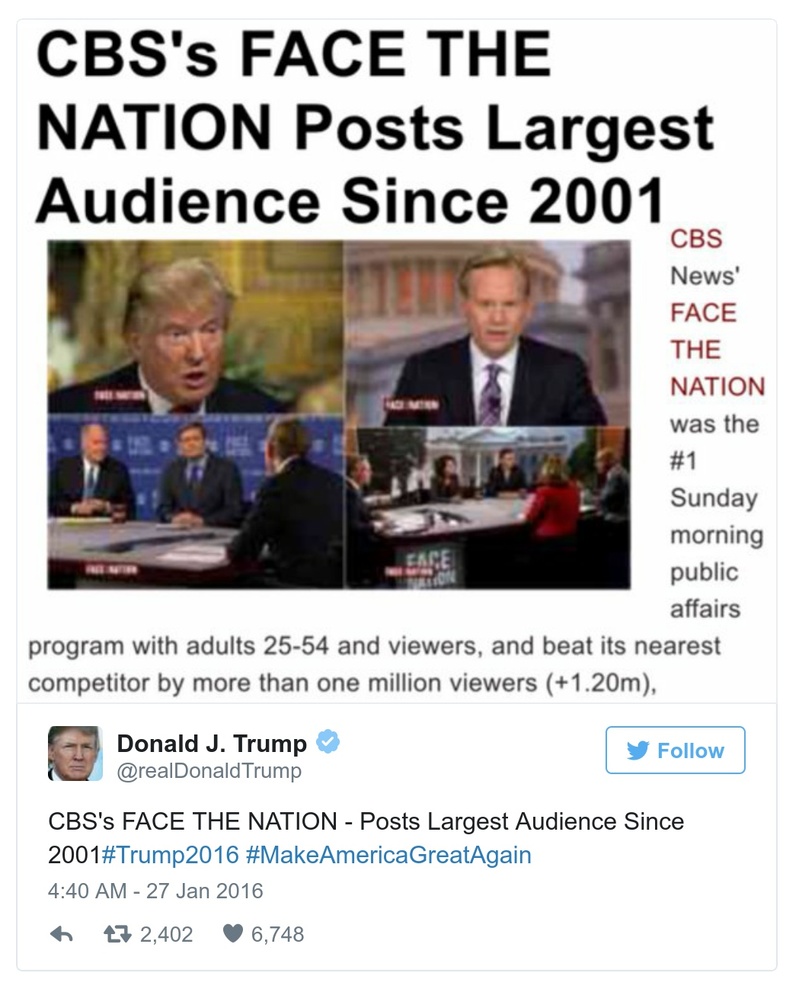 CBS's FACE THE
NATION Posts Largest
Audience Since 2001
CBS
News'
FACE
THE
NATION
was the
#1
Sunday
morning
public
affairs
FACE NATION
FACE NATION
FACE NATION
FACE
NATION
FACE NATION
program with adults 25-54 and viewers, and beat its nearest
competitor by more than one million viewers (+1.20m),
Donald J. Trump
@realDonaldTrump
Follow
CBS's FACE THE NATION - Posts Largest Audience Since
2001#Trump2016 #MakeAmericaGreatAgain
4:40 AM - 27 Jan 2016
2,402 6,748